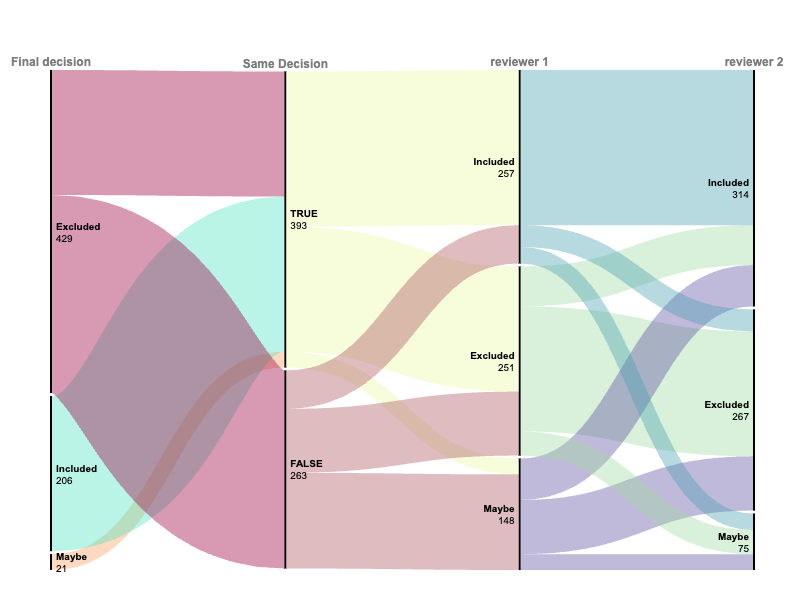 Final decision
Same Decision
reviewer 1
reviewer 2
Excluded
429
Included
206
Maybe
21
TRUE
393
FALSE
263
Included
257
Excluded
251
Maybe
148
Included
314
Excluded
267
Maybe
75